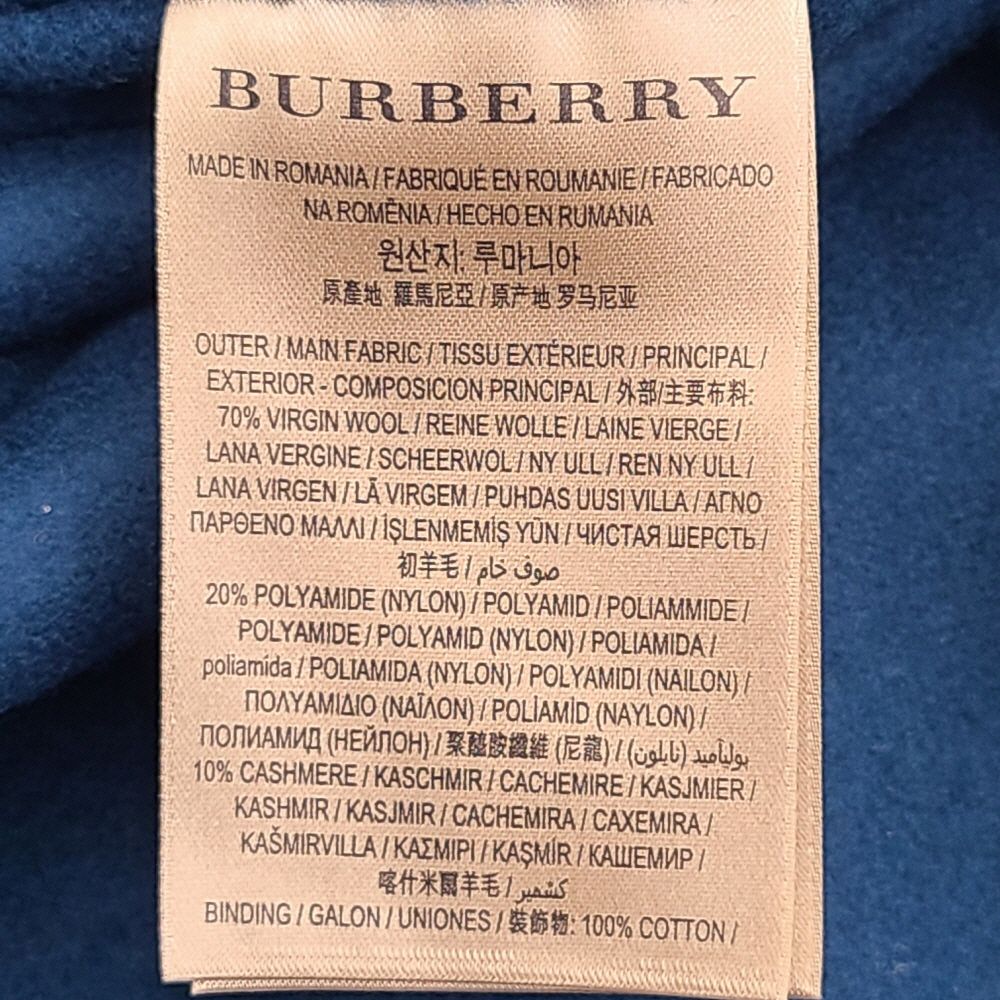 BURBERRY
MADE IN ROMANIA / FABRIQUÉ EN ROUMANIE / FABRICADO
NA ROMÊNIA / HECHO EN RUMANIA
원산지: 루마니아
原產地 羅馬尼亞 / 原产地 罗马尼亚
OUTER / MAIN FABRIC / TISSU EXTÉRIEUR / PRINCIPAL /
EXTERIOR - COMPOSICION PRINCIPAL / 外部/主要布料:
70% VIRGIN WOOL / REINE WOLLE / LAINE VIERGE /
LANA VERGINE / SCHEERWOL / NY ULL / REN NY ULL /
LANA VIRGEN / LÃ VIRGEM / PUHDAS UUSI VILLA / ΑΓΝΟ
ΠΑΡΘΕΝΟ ΜΑΛΛΙ / İŞLENMEMİŞ YÜN / ЧИСТАЯ ШЕРСТЬ /
初羊毛 / صوف خام
20% POLYAMIDE (NYLON) / POLYAMID / POLIAMMIDE /
POLYAMIDE / POLYAMID (NYLON) / POLIAMIDA /
poliamida / POLIAMIDA (NYLON) / POLYAMIDI (NAILON) /
ΠΟΛΥΑΜΙΔΙΟ (ΝΑΪΛΟΝ) / POLİAMİD (NAYLON) /
ПОЛИАМИД (НЕЙЛОН) / 聚醯胺纖維 (尼龍) / بوليآميد (نايلون)
10% CASHMERE / KASCHMIR / CACHEMIRE / KASJMIER /
KASHMIR / KASJMIR / CACHEMIRA / CAXEMIRA /
KAŠMIRVILLA / ΚΑΣΜΙΡΙ / KAŞMİR / КАШЕМИР /
喀什米爾羊毛 / كشمير
BINDING / GALON / UNIONES / 裝飾物: 100% COTTON /